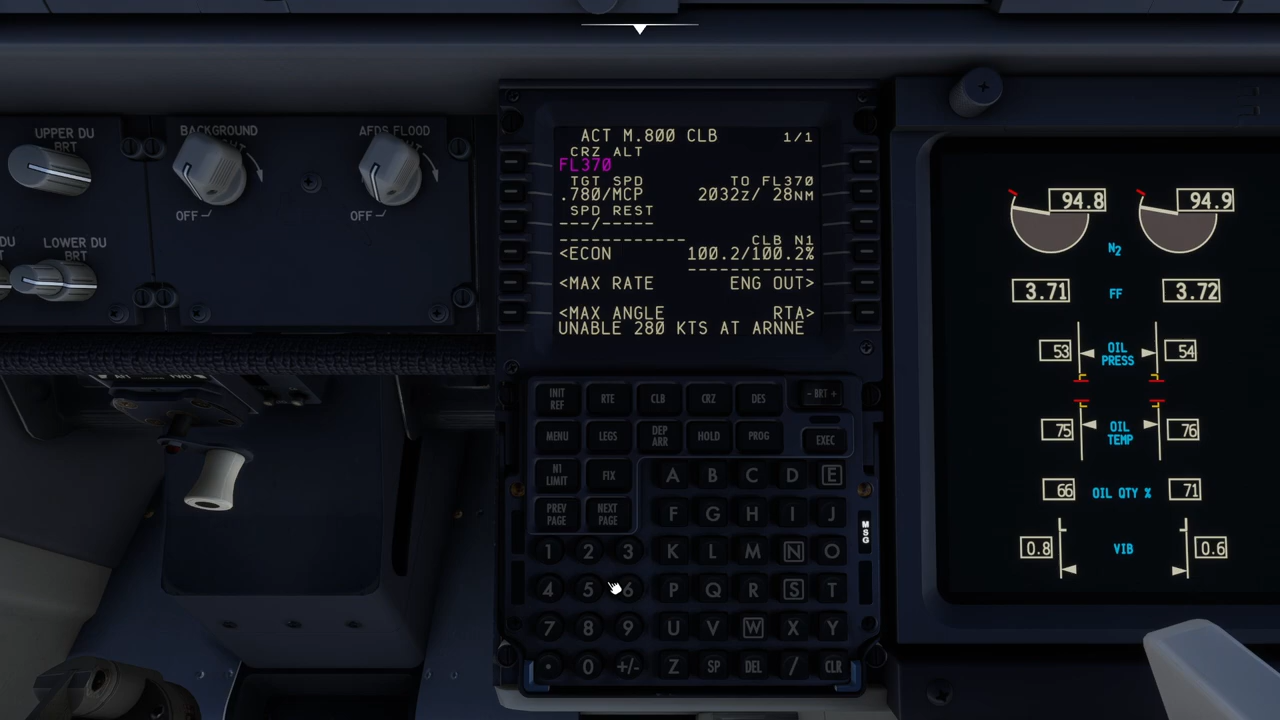 UPPER DU
BRT
BACKGROUND
OFF
AFDS FLOOD
OFF
DU
LOWER DU
BRT
ACT M.800 CLB 1/1
CRZ ALT
FL370
TGT SPD TO FL370
.780/MCP 2032z/ 28NM
SPD REST
---/-----
------------ CLB N1
<ECON 100.2/100.2%
------------
<MAX RATE ENG OUT>
<MAX ANGLE RTA>
UNABLE 280 KTS AT ARNNE
INIT REF
RTE
CLB
CRZ
DES
- BRT +
MENU
LEGS
DEP ARR
HOLD
PROG
EXEC
N1 LIMIT
FIX
PREV PAGE
NEXT PAGE
A B C D E
F G H I J
1 2 3 K L M N O
4 5 6 P Q R S T
7 8 9 U V W X Y
. 0 +/- Z SP DEL / CLR
MSG
94.8 94.9
N2
3.71 FF 3.72
53 OIL PRESS 54
75 OIL TEMP 76
66 OIL QTY % 71
0.8 VIB 0.6